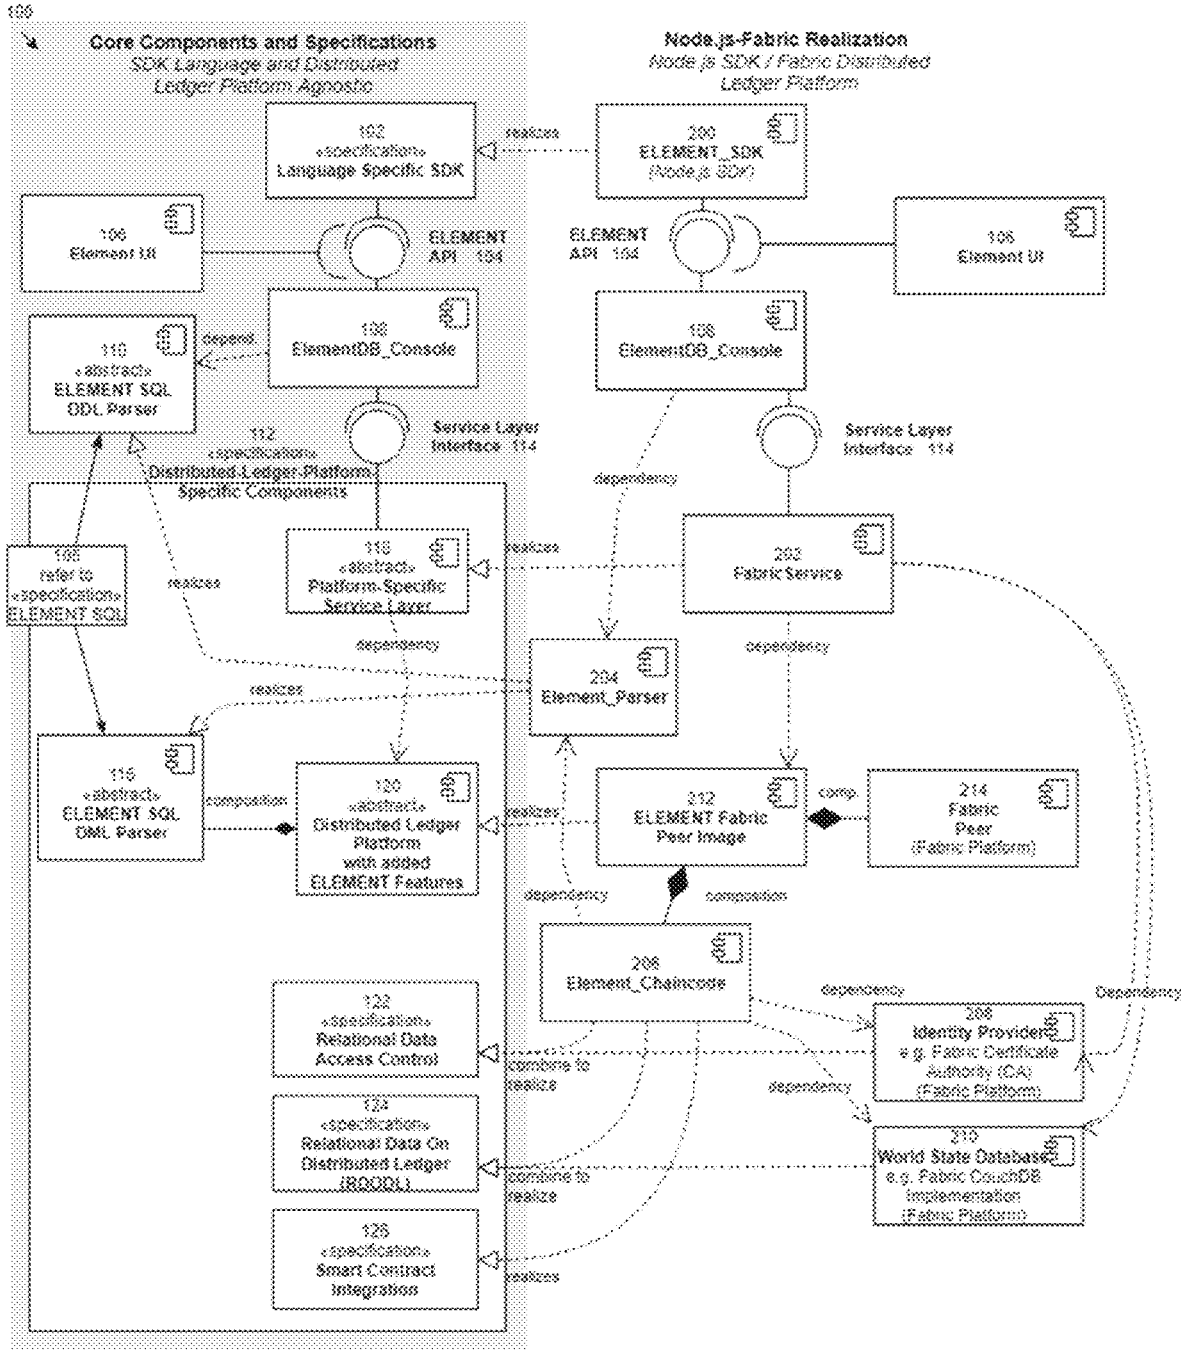 100
Core Components and Specifications
SDK Language and Distributed
Ledger Platform Agnostic
Node.js-Fabric Realization
Node js SDK / Fabric Distributed
Ledger Platform
102
«specification»
Language Specific SDK
realizes
200
ELEMENT_SDK
(Node.js SDK)
106
Element UI
ELEMENT
API 104
ELEMENT
API 104
106
Element UI
108
ElementDB_Console
108
ElementDB_Console
110
«abstract»
ELEMENT SQL
DDL Parser
depend.
112
«specification»
Distributed-Ledger-Platform-
Specific Components
Service Layer
Interface 114
Service Layer
Interface 114
dependency
refer to
«specification»
ELEMENT SQL
realizes
«abstract»
Platform-Specific
Service Layer
realizes
202
FabricService
dependency
dependency
204
Element_Parser
realizes
116
«abstract»
ELEMENT SQL
DML Parser
composition
120
«abstract»
Distributed Ledger
Platform
with added
ELEMENT Features
realizes
212
ELEMENT Fabric
Peer Image
comp.
214
Fabric
Peer
(Fabric Platform)
dependency
composition
206
Element_Chaincode
dependency
Dependency
122
«specification»
Relational Data
Access Control
combine to
realize
208
Identity Provider
e.g. Fabric Certificate
Authority (CA)
(Fabric Platform)
dependency
124
«specification»
Relational Data On
Distributed Ledger
(RDODL)
combine to
realize
210
World State Database
e.g. Fabric CouchDB
Implementation
(Fabric Platform)
126
«specification»
Smart Contract
Integration
realizes